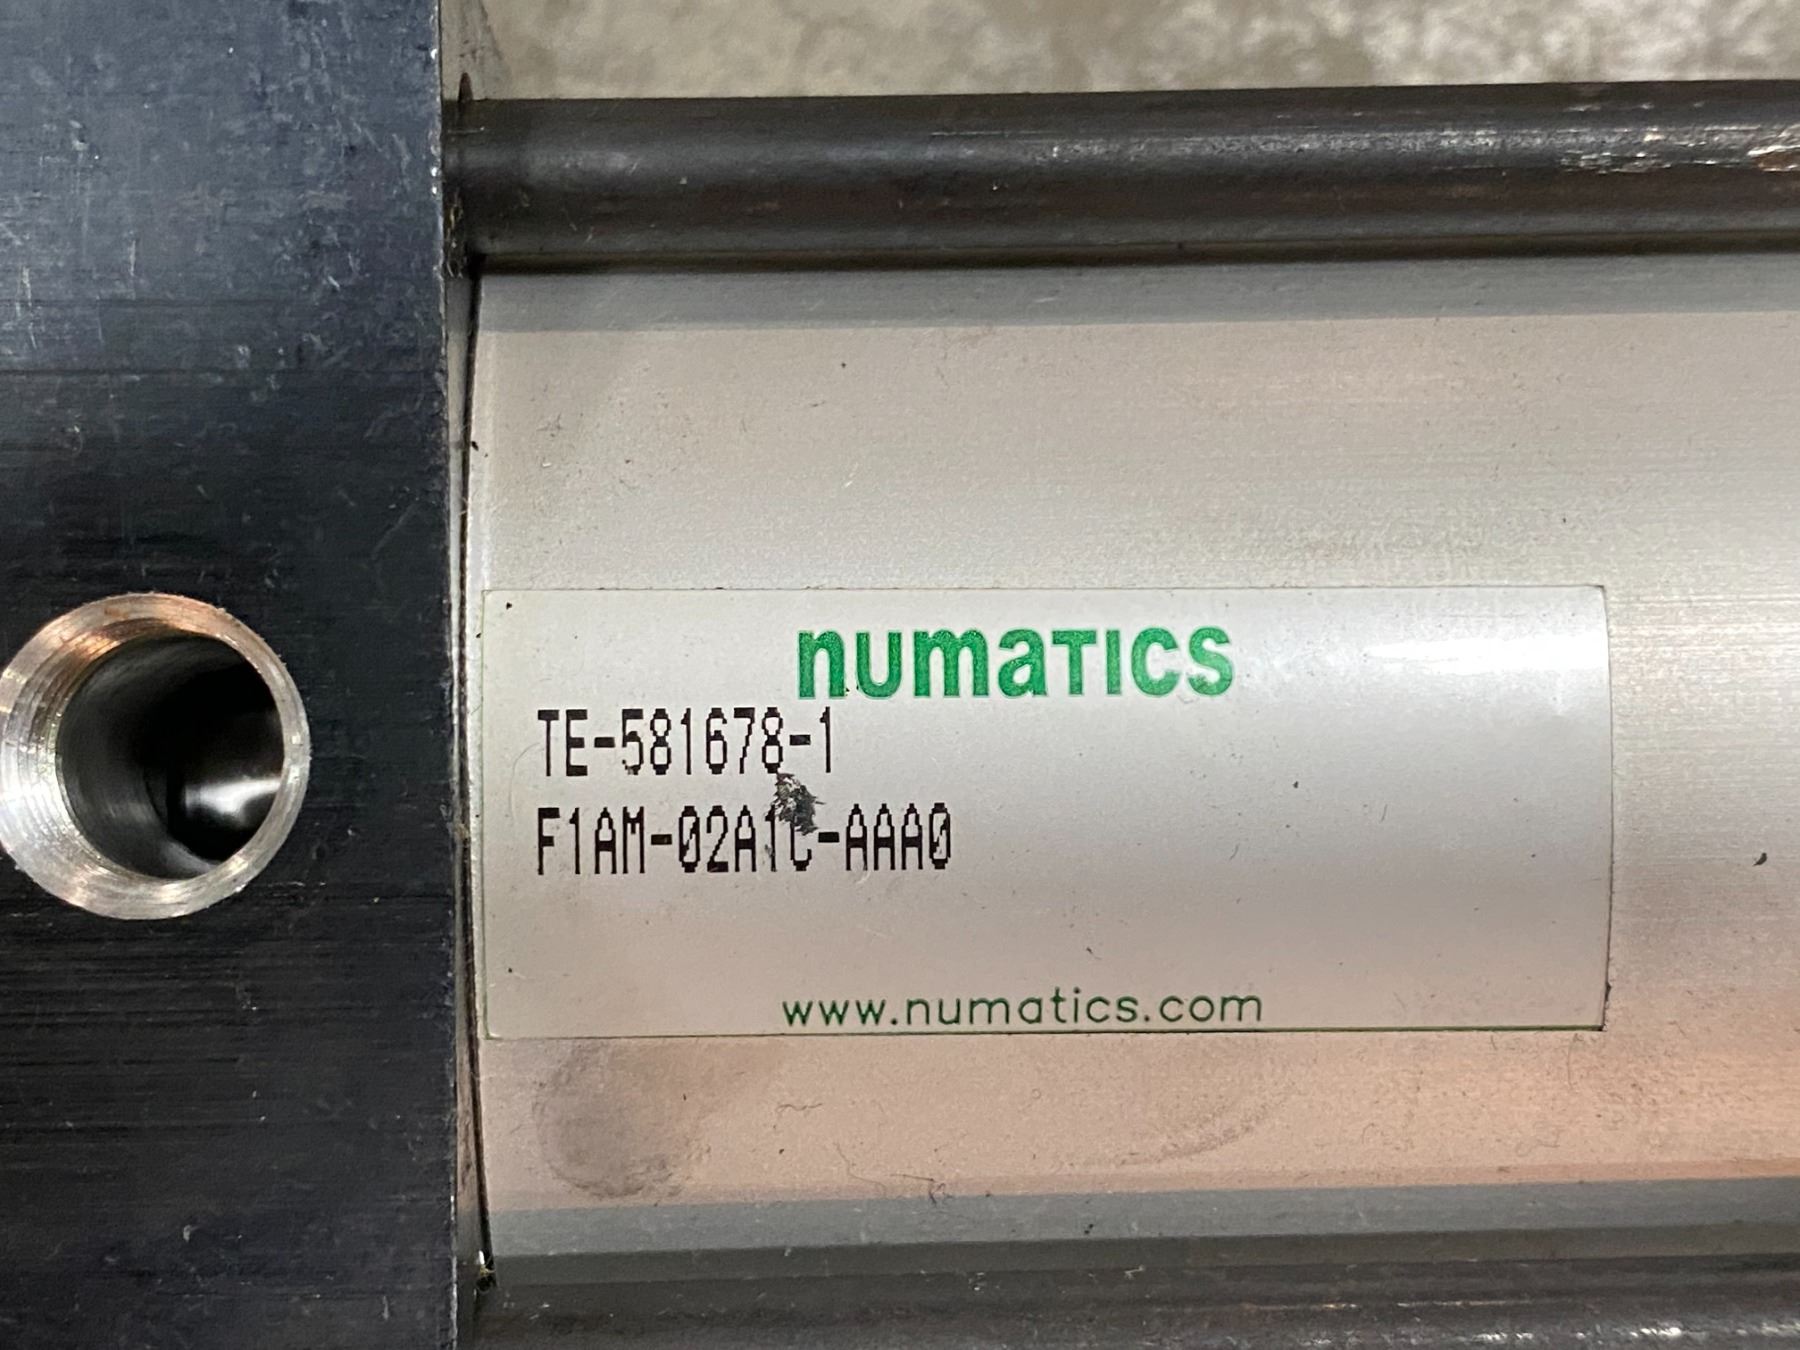 numatics
TE-581678-1
F1AM-02A1C-AAA0
www.numatics.com